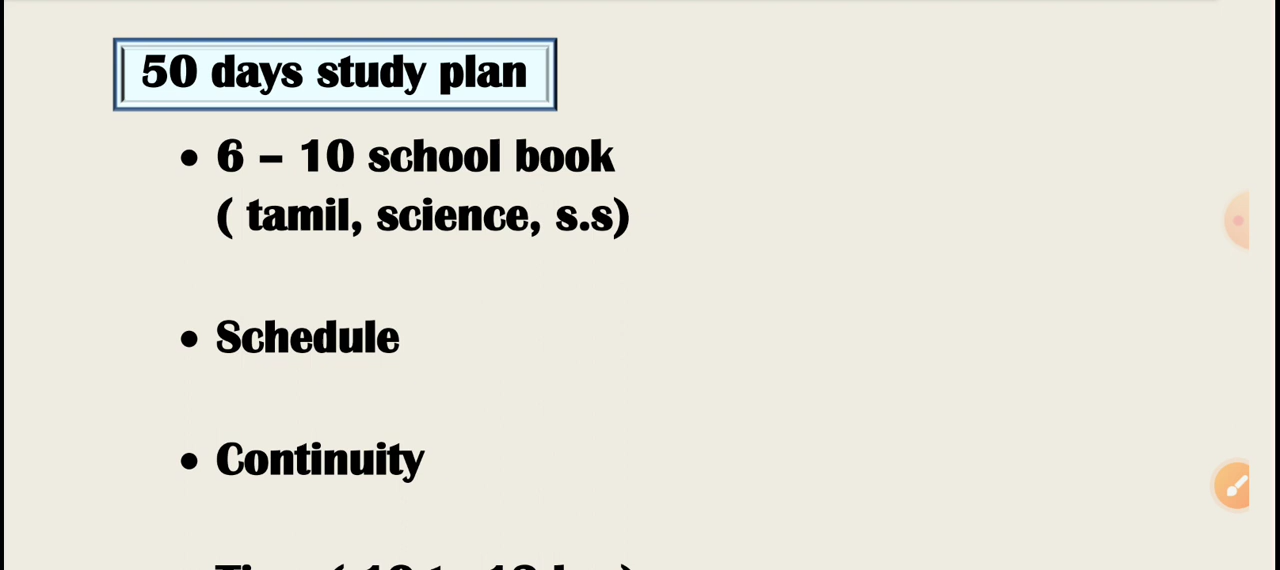 50 days study plan
• 6 – 10 school book
( tamil, science, s.s)
• Schedule
• Continuity